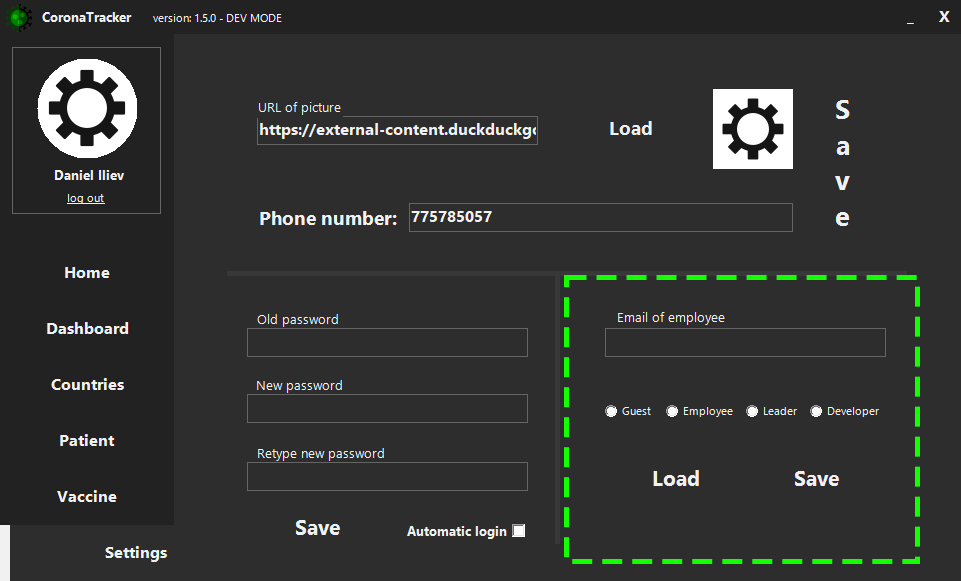 CoronaTracker
version: 1.5.0 - DEV MODE
_ X
Daniel Iliev
log out
Home
Dashboard
Countries
Patient
Vaccine
Settings
URL of picture
https://external-content.duckduckgo
Load
S
a
v
e
Phone number: 775785057
Old password
New password
Retype new password
Save
Automatic login
Email of employee
Guest Employee Leader Developer
Load Save